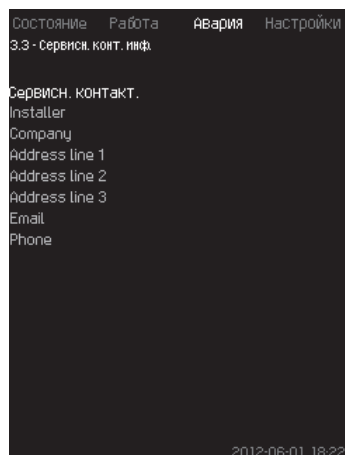 Состояние Работа Авария Настройки
3.3 - Сервисн. конт. инф.
Сервисн. контакт.
Installer
Company
Address line 1
Address line 2
Address line 3
Email
Phone
2012-06-01 18:22